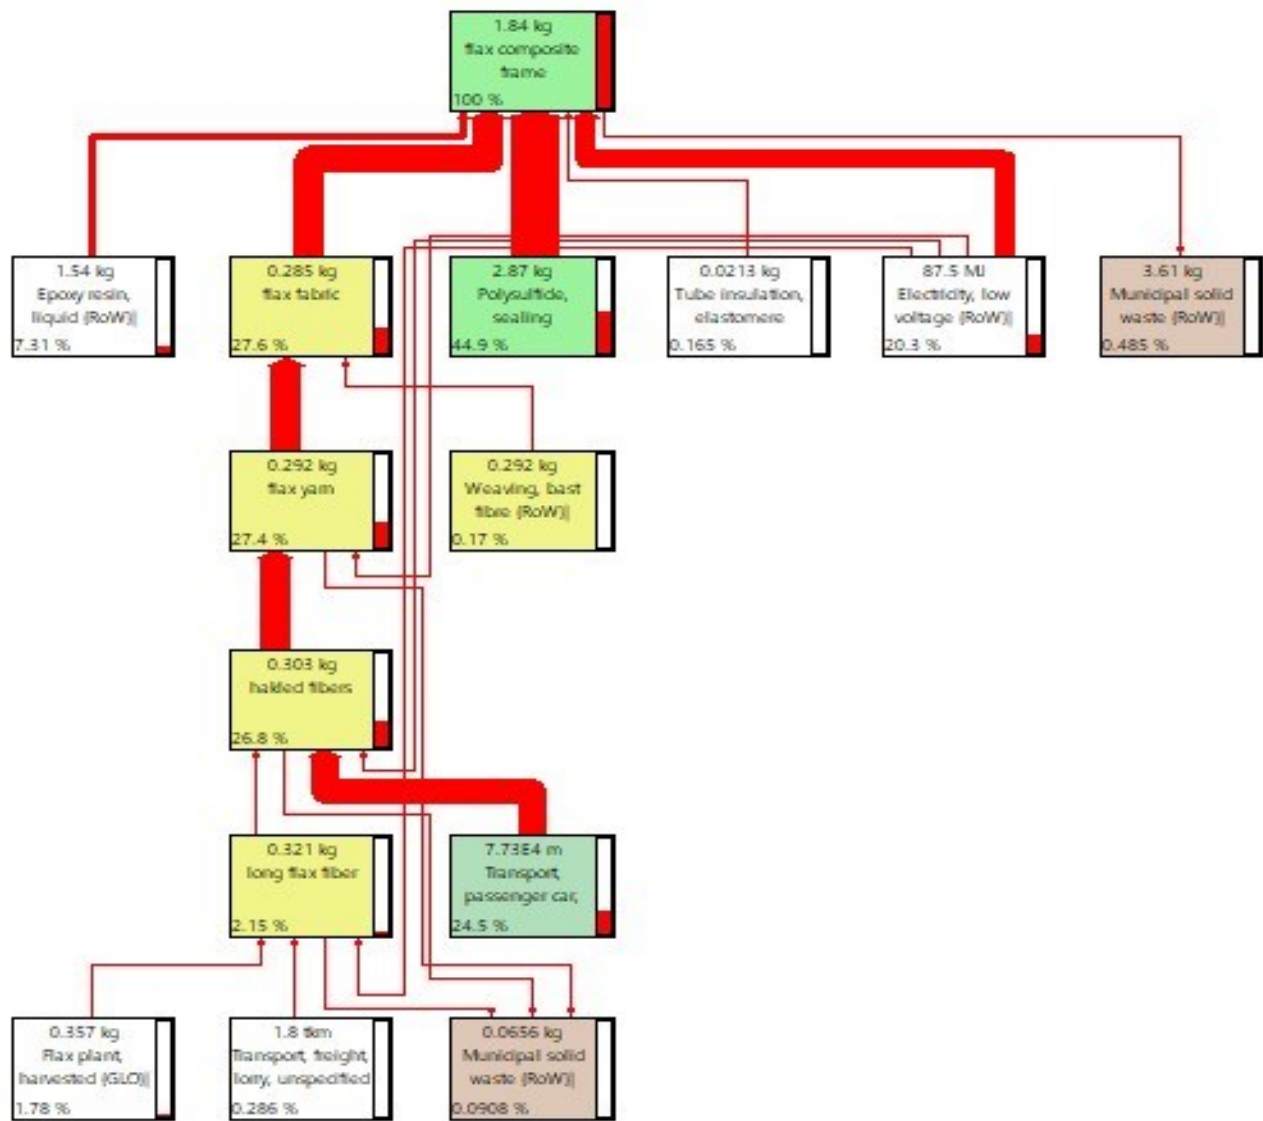 1.84 kg
flax composite
frame
100 %
1.54 kg
Epoxy resin,
liquid {RoW}|
7.31 %
0.285 kg
flax fabric
27.6 %
2.87 kg
Polysulfide,
sealing
44.9 %
0.0213 kg
Tube insulation,
elastomere
0.165 %
87.5 MJ
Electricity, low
voltage {RoW}|
20.3 %
3.61 kg
Municipal solid
waste {RoW}|
0.485 %
0.292 kg
flax yarn
27.4 %
0.292 kg
Weaving, bast
fibre {RoW}|
0.17 %
0.303 kg
hakled fibers
26.8 %
0.321 kg
long flax fiber
2.15 %
7.73E4 m
Transport,
passenger car,
24.5 %
0.357 kg
Flax plant,
harvested {GLO}|
1.78 %
1.8 tkm
Transport, freight,
lorry, unspecified
0.286 %
0.0656 kg
Municipal solid
waste {RoW}|
0.0908 %